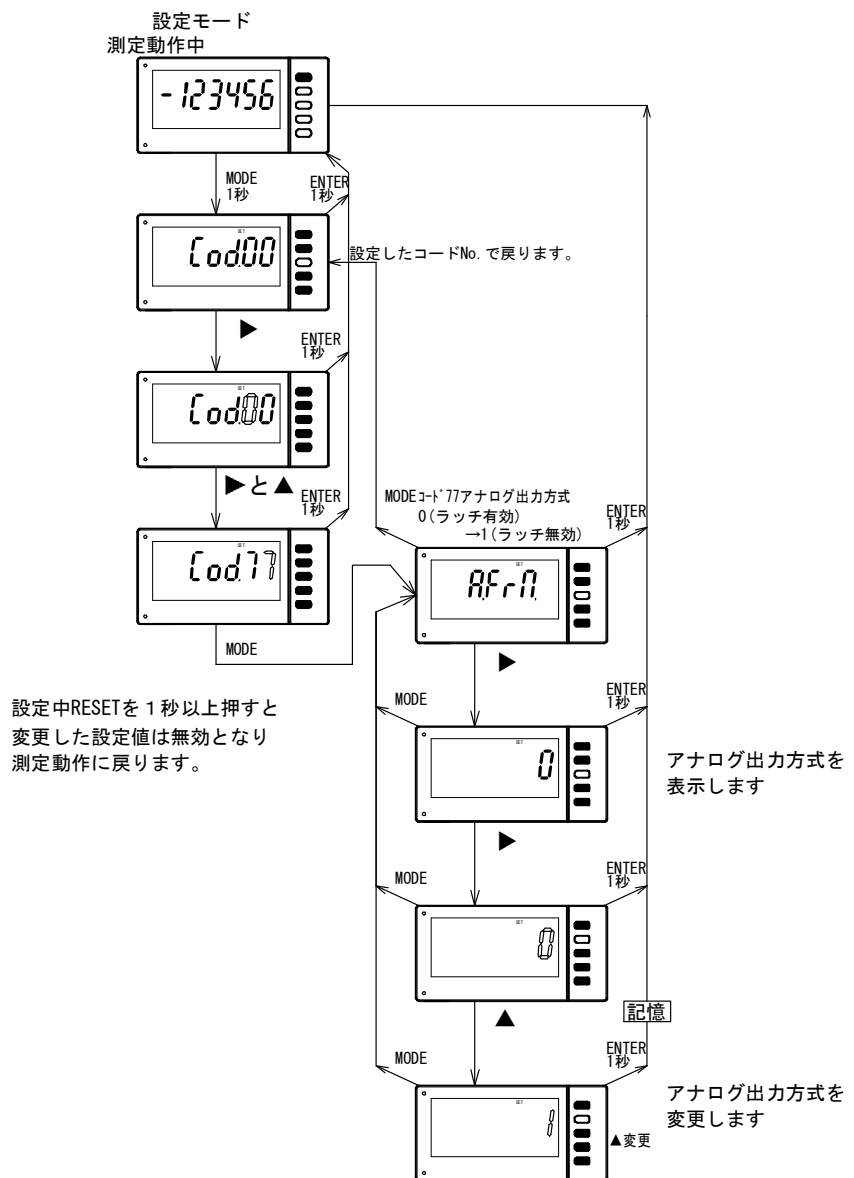 設定モード
測定動作中
-123456
MODE
1秒
ENTER
1秒
SET
Cod.00
設定したコードNo.で戻ります。
▶
ENTER
1秒
SET
Cod.00
▶と▲
ENTER
1秒
MODEコード77アナログ出力方式
0(ラッチ有効)
→1(ラッチ無効)
ENTER
1秒
Cod.77
SET
A.FrM.
MODE
▶
設定中RESETを1秒以上押すと
変更した設定値は無効となり
測定動作に戻ります。
MODE
ENTER
1秒
SET
0
アナログ出力方式を
表示します
▶
MODE
ENTER
1秒
SET
0
▲
記憶
MODE
ENTER
1秒
SET
1
アナログ出力方式を
変更します
▲変更